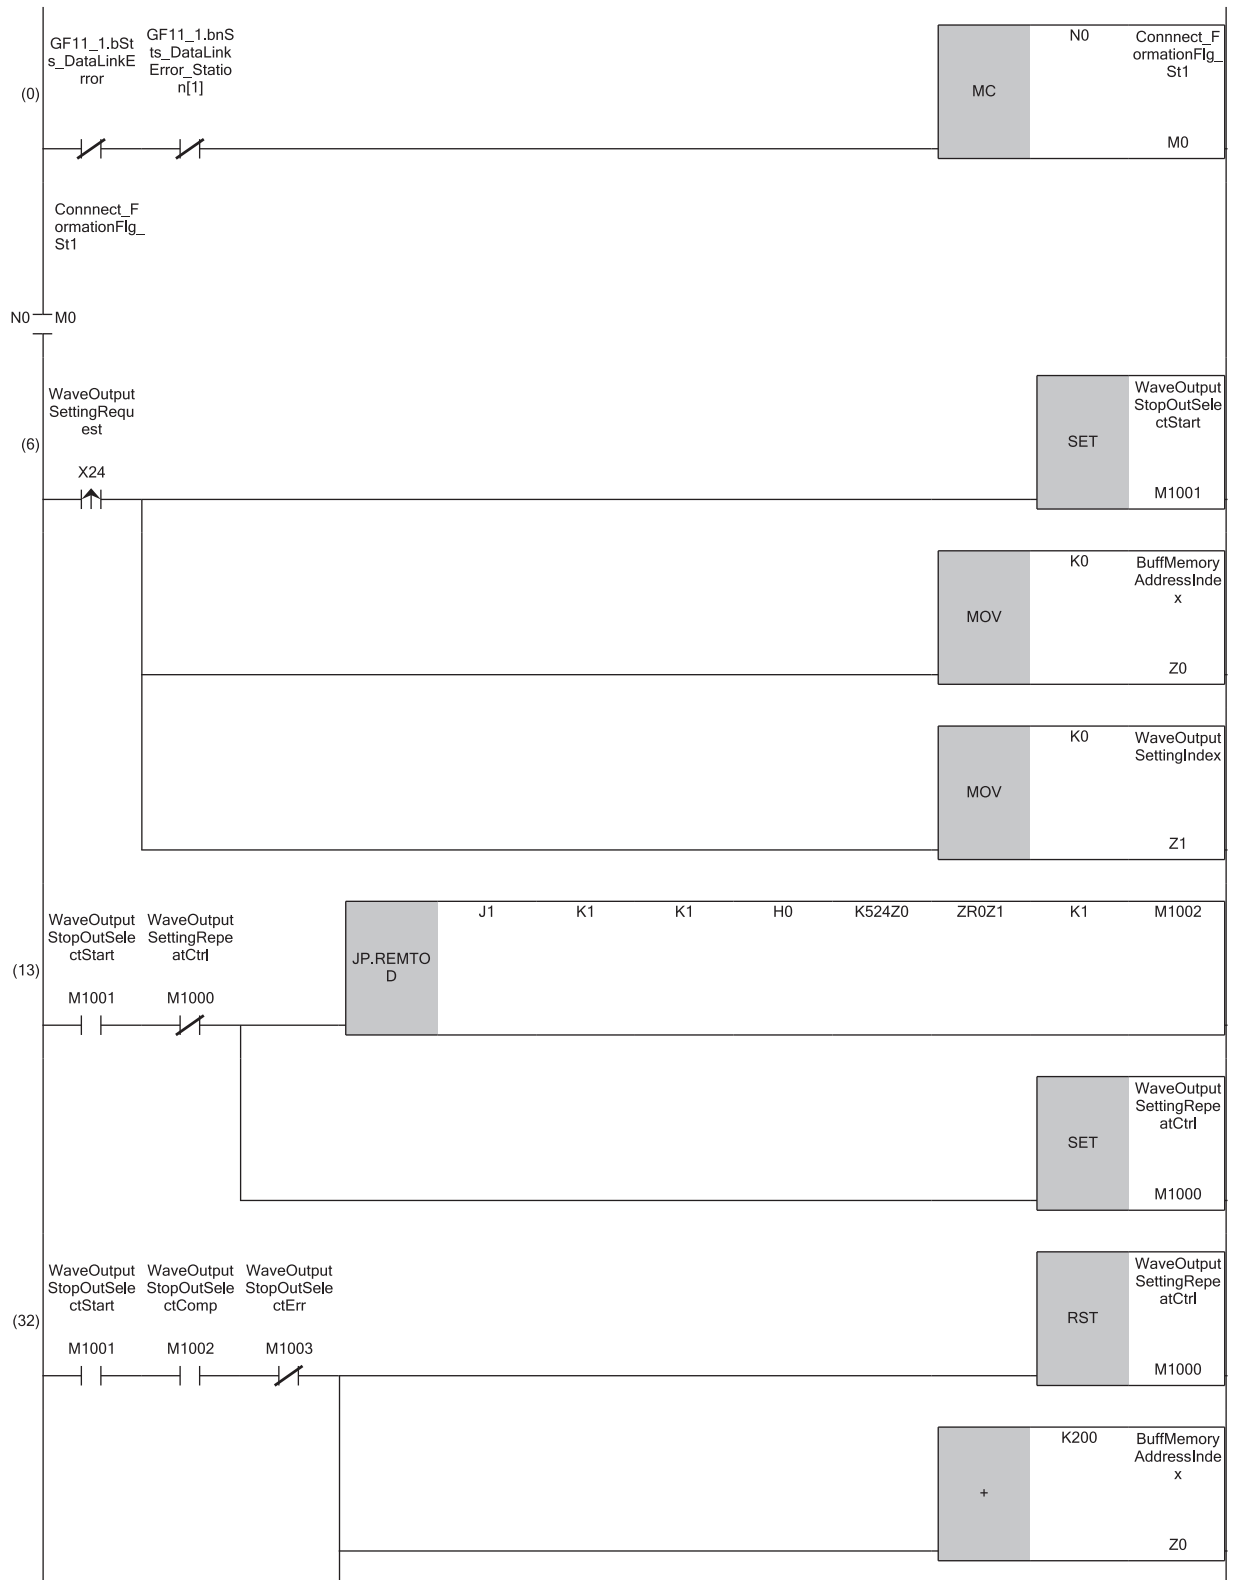 GF11_1.bSt
s_DataLinkE
rror
GF11_1.bnS
ts_DataLink
Error_Statio
n[1]
(0)
MC
N0
Connnect_F
ormationFlg_
St1
M0
Connnect_F
ormationFlg_
St1
N0
M0
WaveOutput
SettingRequ
est
(6)
X24
SET
WaveOutput
StopOutSele
ctStart
M1001
MOV
K0
BuffMemory
AddressInde
x
Z0
MOV
K0
WaveOutput
SettingIndex
Z1
WaveOutput
StopOutSele
ctStart
WaveOutput
SettingRepe
atCtrl
(13)
M1001
M1000
JP.REMTO
D
J1
K1
K1
H0
K524Z0
ZR0Z1
K1
M1002
SET
WaveOutput
SettingRepe
atCtrl
M1000
WaveOutput
StopOutSele
ctStart
WaveOutput
StopOutSele
ctComp
WaveOutput
StopOutSele
ctErr
(32)
M1001
M1002
M1003
RST
WaveOutput
SettingRepe
atCtrl
M1000
+
K200
BuffMemory
AddressInde
x
Z0